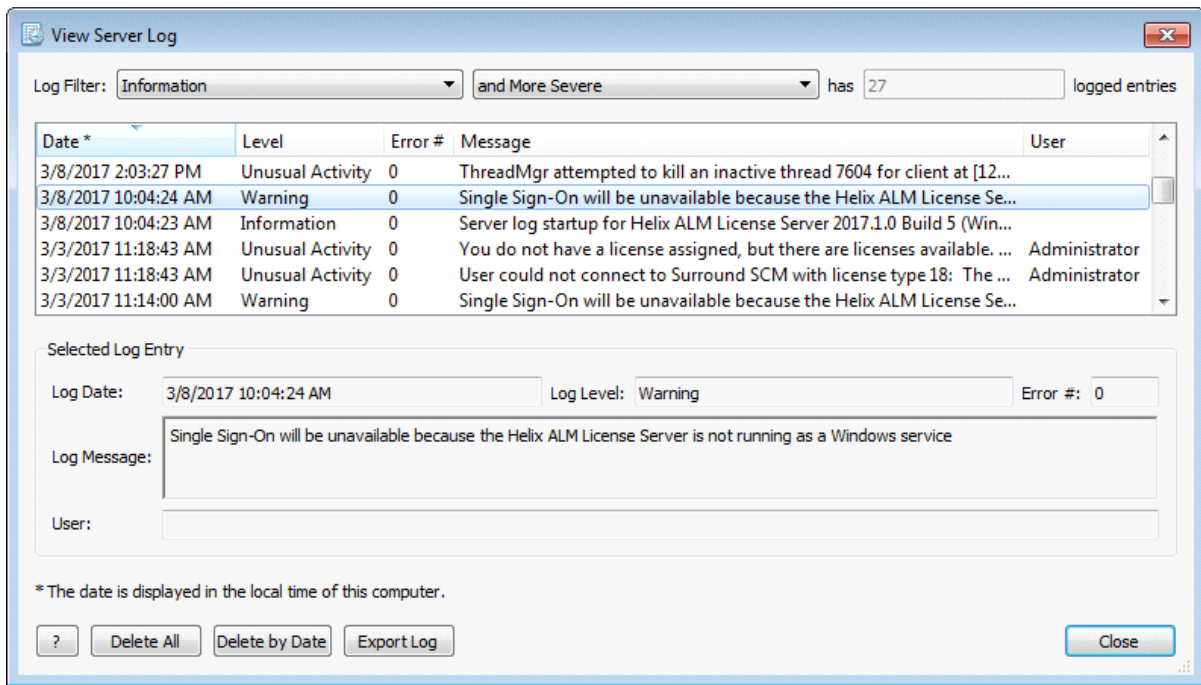 View Server Log
Log Filter: Information and More Severe has 27 logged entries
Date * Level Error # Message User
3/8/2017 2:03:27 PM Unusual Activity 0 ThreadMgr attempted to kill an inactive thread 7604 for client at [12...
3/8/2017 10:04:24 AM Warning 0 Single Sign-On will be unavailable because the Helix ALM License Se...
3/8/2017 10:04:23 AM Information 0 Server log startup for Helix ALM License Server 2017.1.0 Build 5 (Win...
3/3/2017 11:18:43 AM Unusual Activity 0 You do not have a license assigned, but there are licenses available. ... Administrator
3/3/2017 11:18:43 AM Unusual Activity 0 User could not connect to Surround SCM with license type 18: The ... Administrator
3/3/2017 11:14:00 AM Warning 0 Single Sign-On will be unavailable because the Helix ALM License Se...
Selected Log Entry
Log Date: 3/8/2017 10:04:24 AM Log Level: Warning Error #: 0
Single Sign-On will be unavailable because the Helix ALM License Server is not running as a Windows service
Log Message:
User:
* The date is displayed in the local time of this computer.
? Delete All Delete by Date Export Log Close